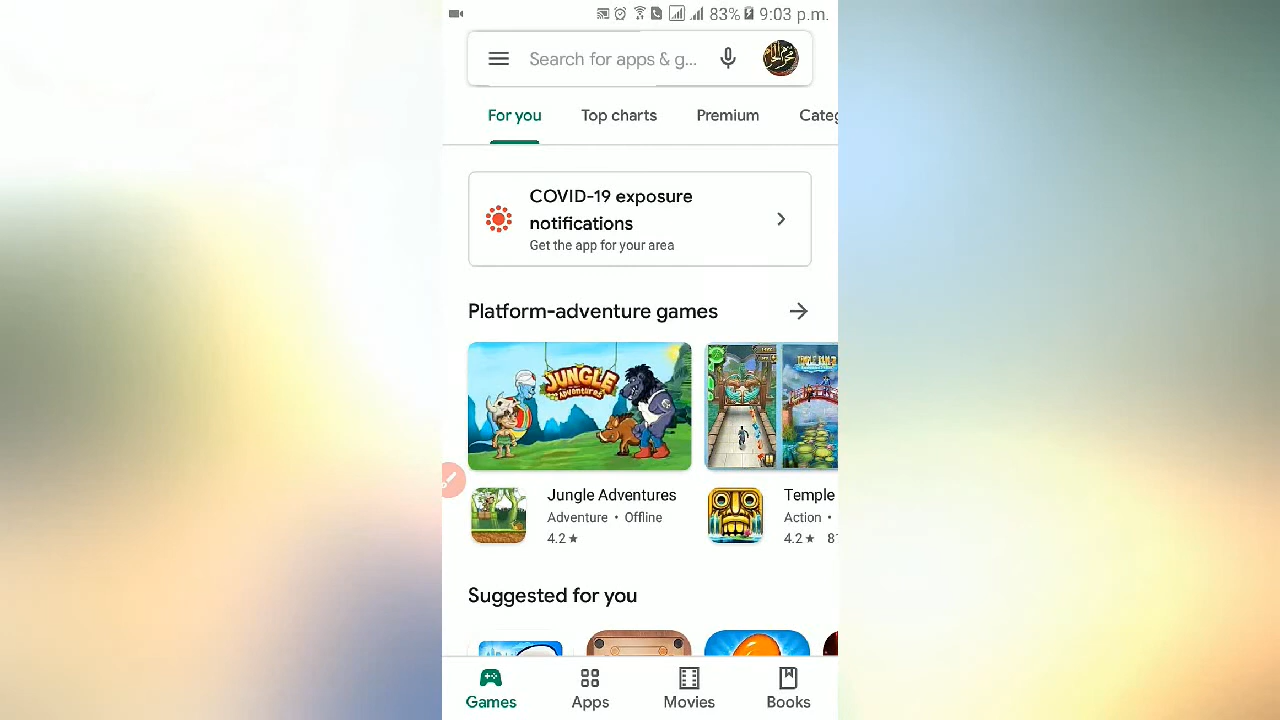 83% 9:03 p.m.
Search for apps & g...
For you Top charts Premium Categ
COVID-19 exposure
notifications
Get the app for your area
Platform-adventure games
JUNGLE
Adventures
Jungle Adventures
Adventure • Offline
4.2★
Temple
Action •
4.2★ 81
Suggested for you
Games Apps Movies Books